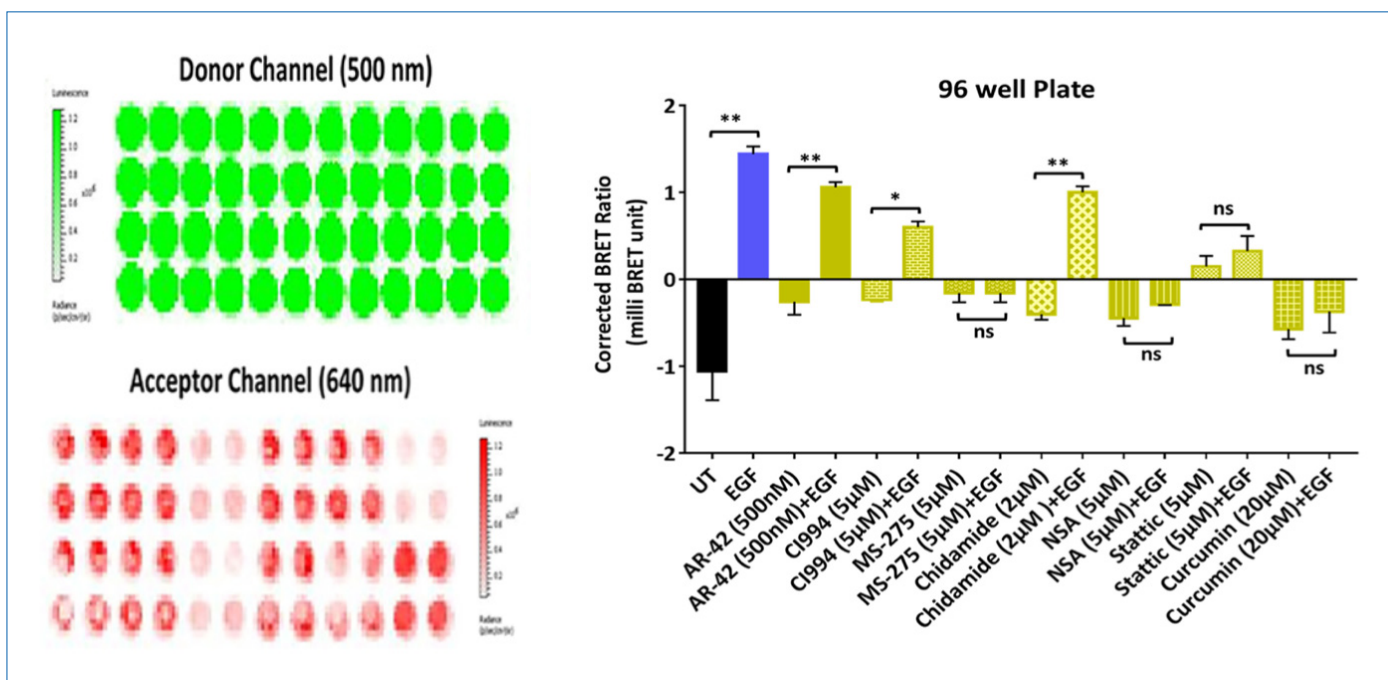 Donor Channel (500 nm)
Luminescence
1.2
1.0
0.8
x10⁶
0.6
0.4
0.2
Radiance
(p/sec/cm²/sr)
Acceptor Channel (640 nm)
Luminescence
1.2
1.0
0.8
x10⁶
0.6
0.4
0.2
Radiance
(p/sec/cm²/sr)
96 well Plate
Corrected BRET Ratio
(milli BRET unit)
2
1
0
-1
-2
**
**
*
ns
**
ns
ns
ns
UT
EGF
AR-42 (500nM)
AR-42 (500nM)+EGF
CI994 (5μM)
CI994 (5μM)+EGF
MS-275 (5μM)
MS-275 (5μM)+EGF
Chidamide (2μM)
Chidamide (2μM )+EGF
NSA (5μM)
NSA (5μM)+EGF
Stattic (5μM)
Stattic (5μM)+EGF
Curcumin (20μM)
Curcumin (20μM)+EGF